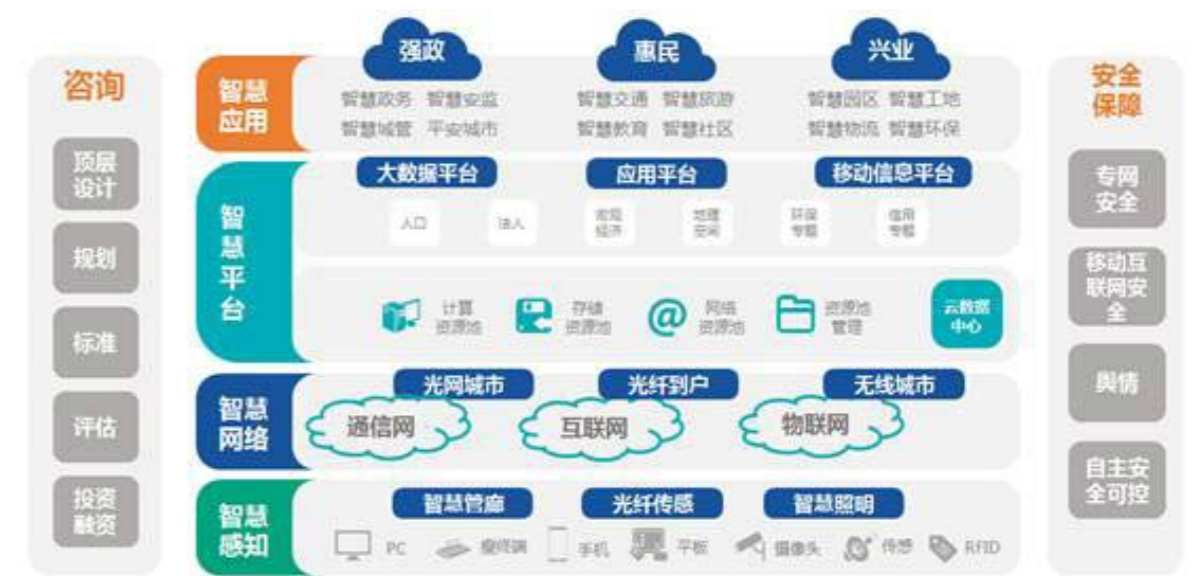 咨询
顶层
设计
规划
标准
评估
投资
融资
智慧
应用
强政
智慧政务 智慧安监
智慧城管 平安城市
惠民
智慧交通 智慧旅游
智慧教育 智慧社区
兴业
智慧园区 智慧工地
智慧物流 智慧环保
智
慧
平
台
大数据平台
应用平台
移动信息平台
人口
法人
宏观
经济
地理
空间
环保
专题
信用
专题
计算
资源池
存储
资源池
网络
资源池
资源池
管理
云数据
中心
智慧
网络
光网城市
光纤到户
无线城市
通信网
互联网
物联网
智慧
感知
智慧管廊
光纤传感
智慧照明
PC
瘦终端
手机
平板
摄像头
传感
RFID
安全
保障
专网
安全
移动互
联网安
全
舆情
自主安
全可控